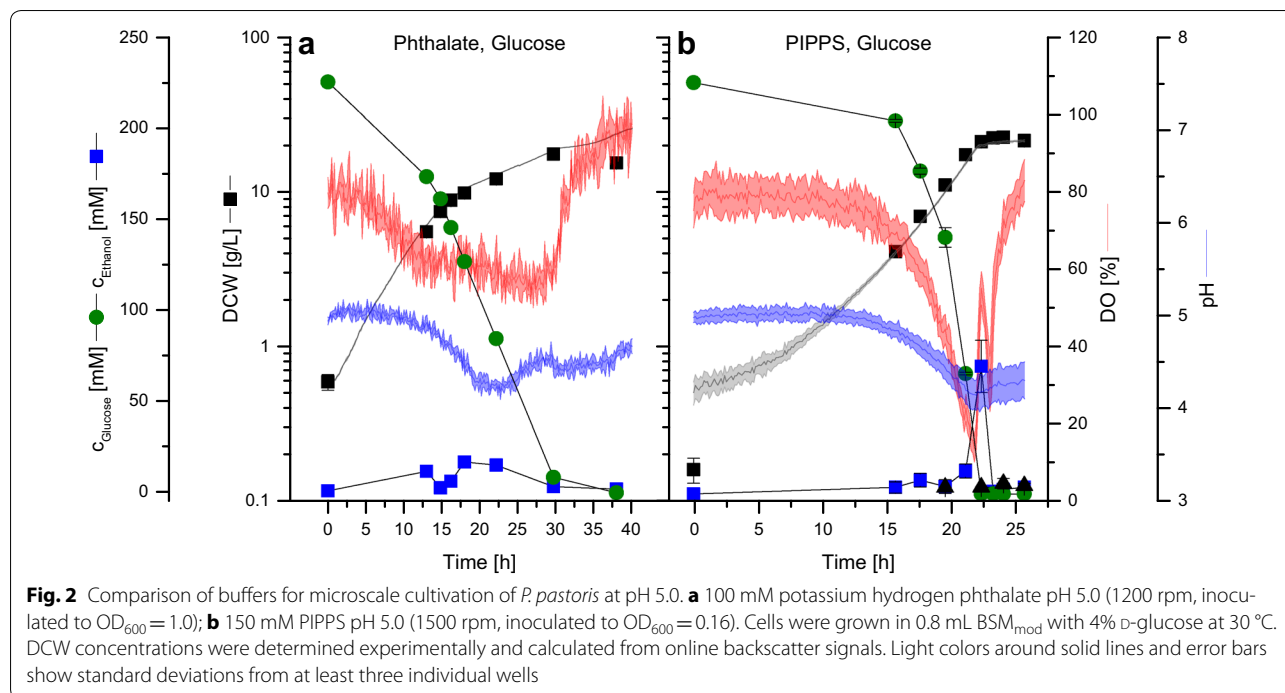 a Phthalate, Glucose
b PIPPS, Glucose
c_Glucose [mM]
c_Ethanol [mM]
250
200
150
100
50
0
DCW [g/L]
100
10
1
0.1
0 5 10 15 20 25 30 35 40
Time [h]
0 5 10 15 20 25
Time [h]
120
100
80
60
40
20
0
DO [%]
8
7
6
5
4
3
pH
Fig. 2 Comparison of buffers for microscale cultivation of P. pastoris at pH 5.0. a 100 mM potassium hydrogen phthalate pH 5.0 (1200 rpm, inocu-
lated to OD600 = 1.0); b 150 mM PIPPS pH 5.0 (1500 rpm, inoculated to OD600 = 0.16). Cells were grown in 0.8 mL BSMmod with 4% D-glucose at 30 °C.
DCW concentrations were determined experimentally and calculated from online backscatter signals. Light colors around solid lines and error bars
show standard deviations from at least three individual wells